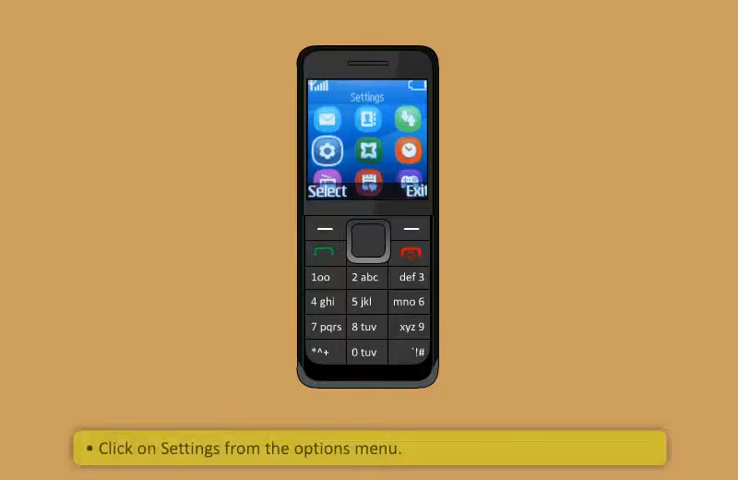 Settings
Select Exit
1oo 2 abc def 3
4 ghi 5 jkl mno 6
7 pqrs 8 tuv xyz 9
*^+ 0 tuv `!#
• Click on Settings from the options menu.